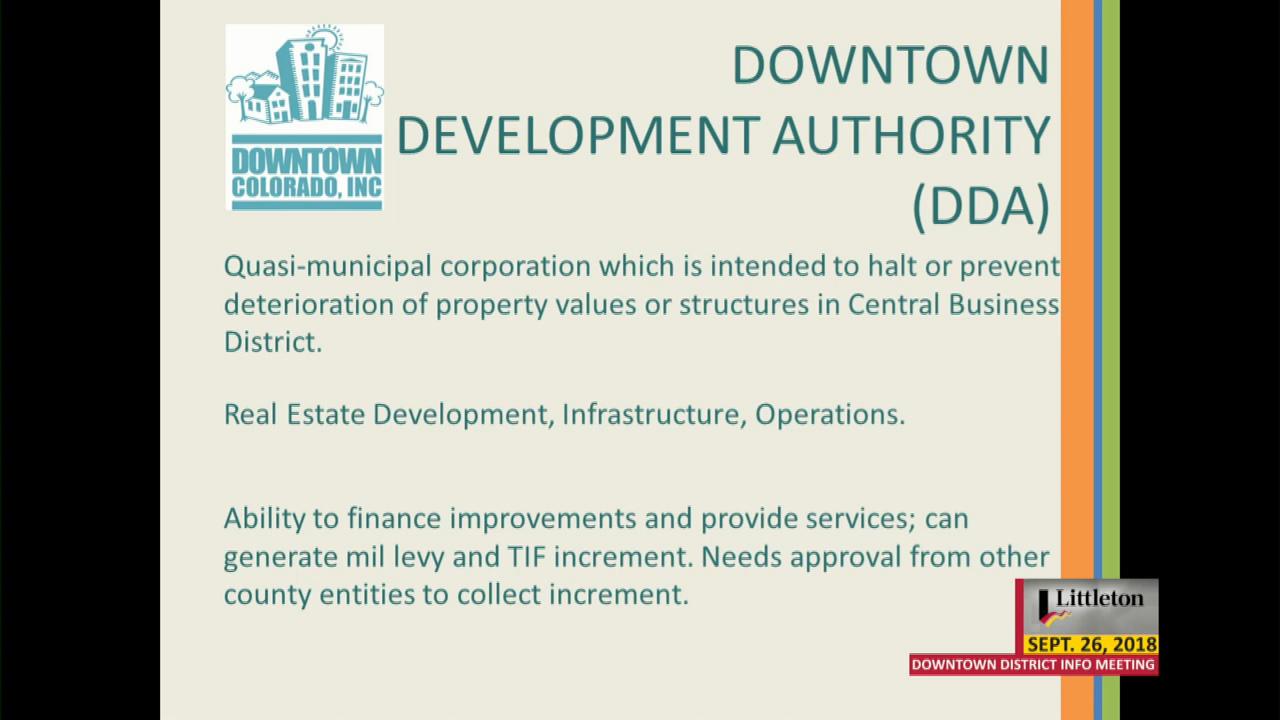 DOWNTOWN
DEVELOPMENT AUTHORITY
(DDA)
DOWNTOWN
COLORADO, INC
Quasi-municipal corporation which is intended to halt or prevent
deterioration of property values or structures in Central Business
District.
Real Estate Development, Infrastructure, Operations.
Ability to finance improvements and provide services; can
generate mil levy and TIF increment. Needs approval from other
county entities to collect increment.
Littleton
SEPT. 26, 2018
DOWNTOWN DISTRICT INFO MEETING